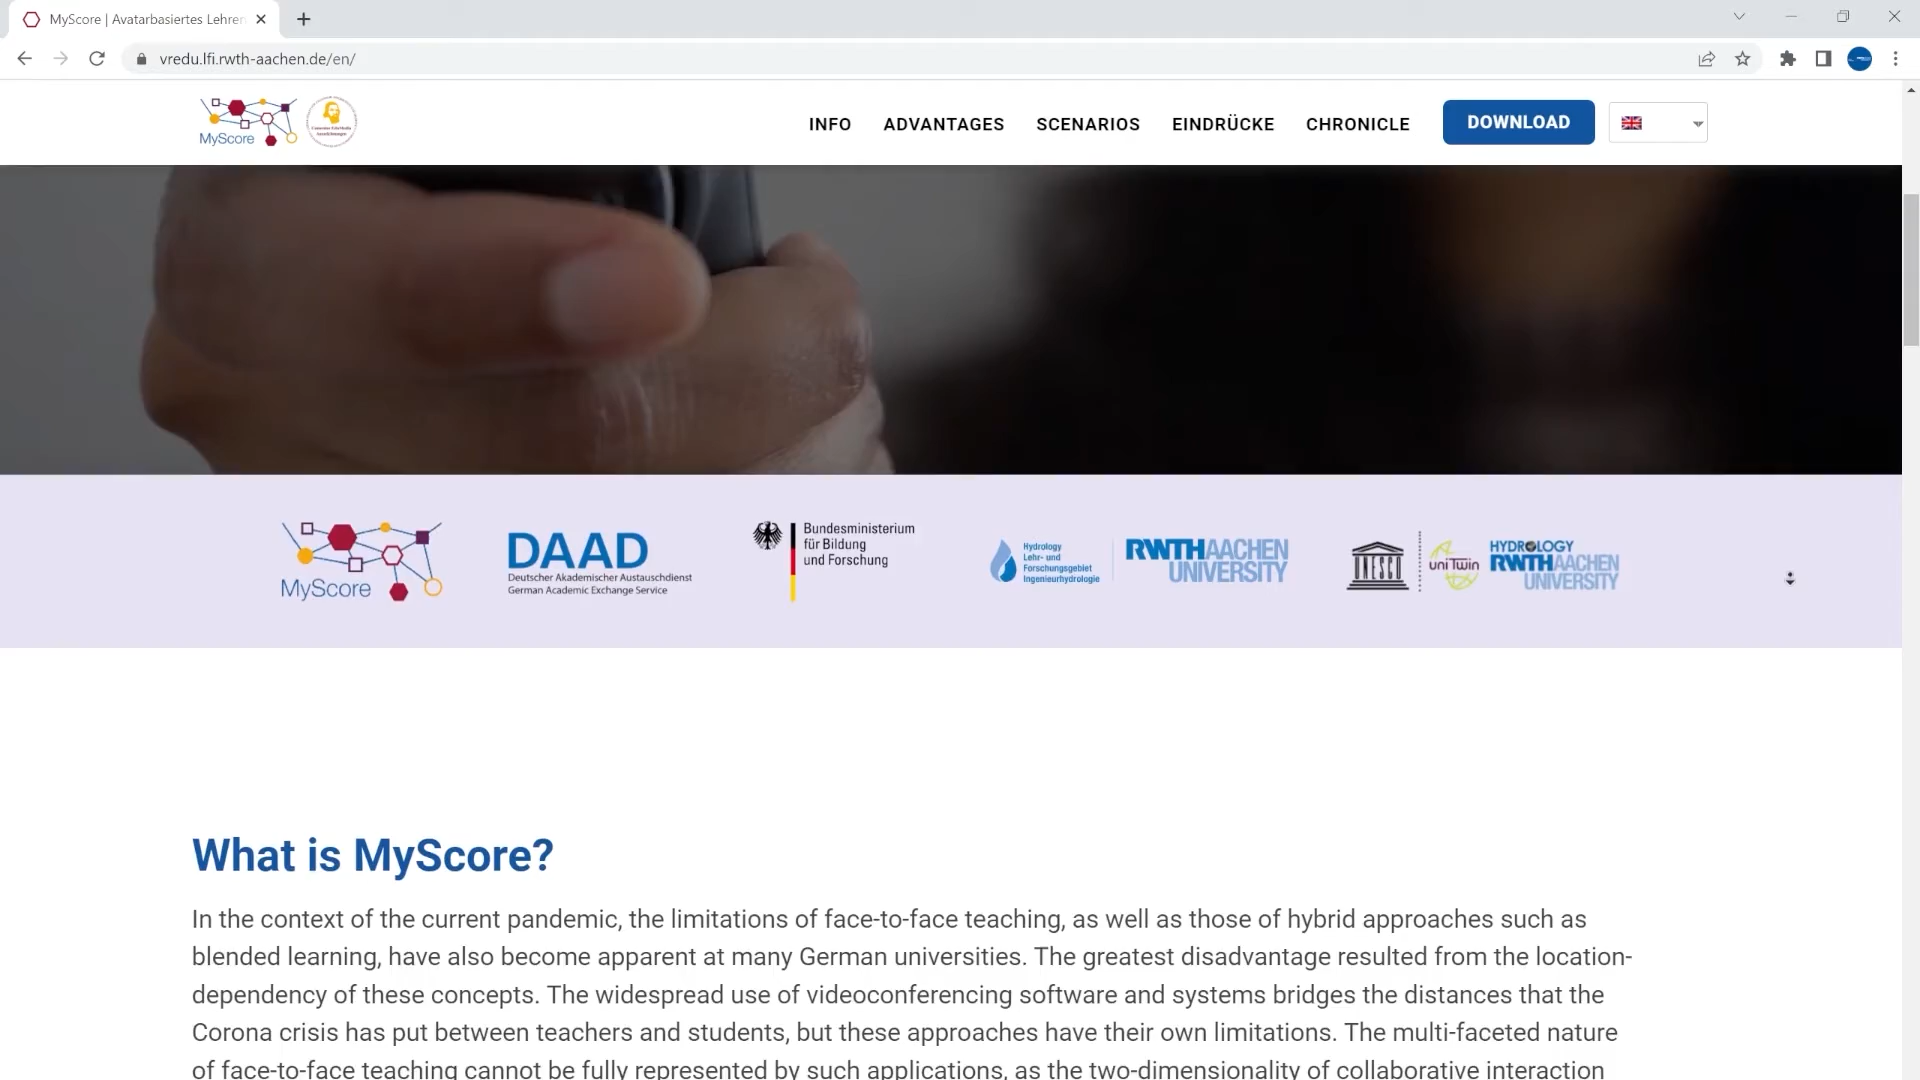 MyScore | Avatarbasiertes Lehren
vredu.lfi.rwth-aachen.de/en/
MyScore
INFO
ADVANTAGES
SCENARIOS
EINDRÜCKE
CHRONICLE
DOWNLOAD
MyScore
DAAD
Deutscher Akademischer Austauschdienst
German Academic Exchange Service
Bundesministerium
für Bildung
und Forschung
Hydrology
Lehr- und
Forschungsgebiet
Ingenieurhydrologie
RWTHAACHEN
UNIVERSITY
UNESCO
uniTwin
HYDROLOGY
RWTHAACHEN
UNIVERSITY
What is MyScore?
In the context of the current pandemic, the limitations of face-to-face teaching, as well as those of hybrid approaches such as
blended learning, have also become apparent at many German universities. The greatest disadvantage resulted from the location-
dependency of these concepts. The widespread use of videoconferencing software and systems bridges the distances that the
Corona crisis has put between teachers and students, but these approaches have their own limitations. The multi-faceted nature
of face-to-face teaching cannot be fully represented by such applications, as the two-dimensionality of collaborative interaction